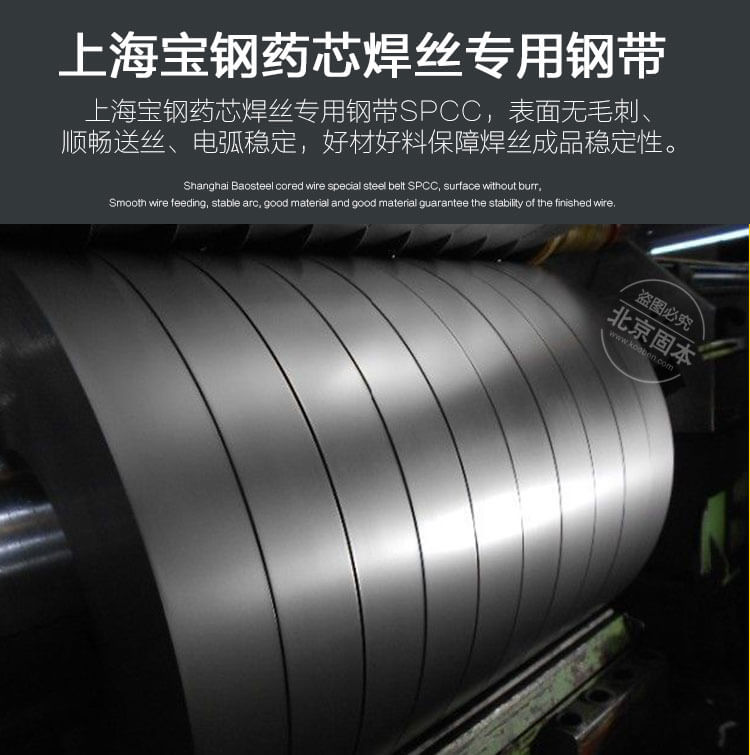 上海宝钢药芯焊丝专用钢带
上海宝钢药芯焊丝专用钢带SPCC，表面无毛刺、
顺畅送丝、电弧稳定，好材好料保障焊丝成品稳定性。
Shanghai Baosteel cored wire special steel belt SPCC, surface without burr,
Smooth wire feeding, stable arc, good material and good material guarantee the stability of the finished wire.
盗图必究
北京固本
www.kooben.com